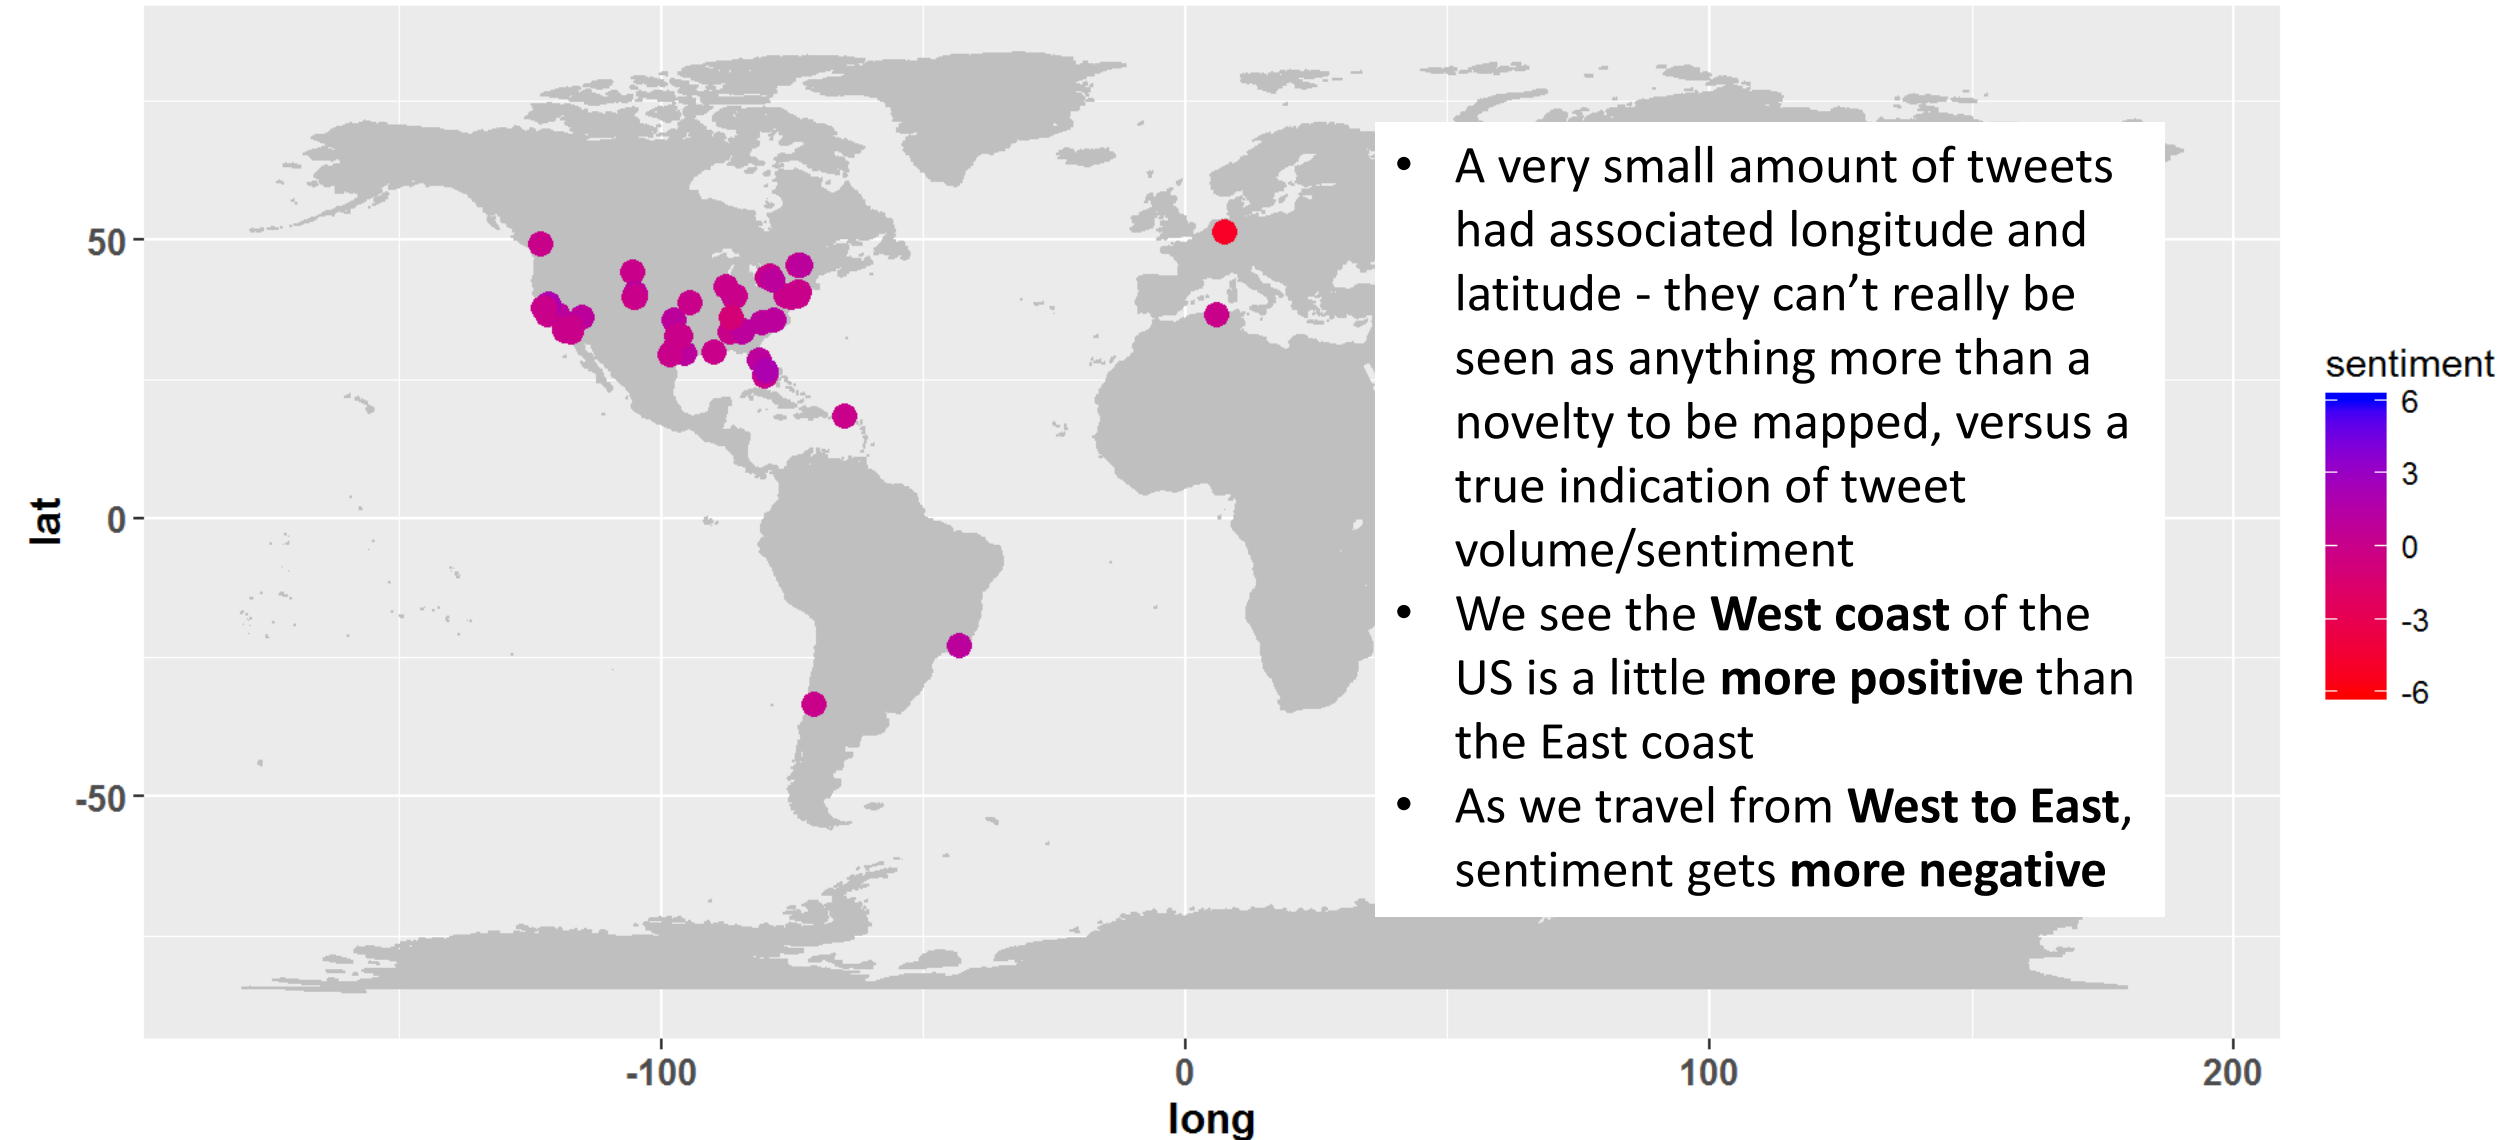 • A very small amount of tweets
had associated longitude and
latitude - they can’t really be
seen as anything more than a
novelty to be mapped, versus a
true indication of tweet
volume/sentiment
• We see the West coast of the
US is a little more positive than
the East coast
• As we travel from West to East,
sentiment gets more negative
lat
50
0
-50
-100
0
100
200
long
sentiment
6
3
0
-3
-6